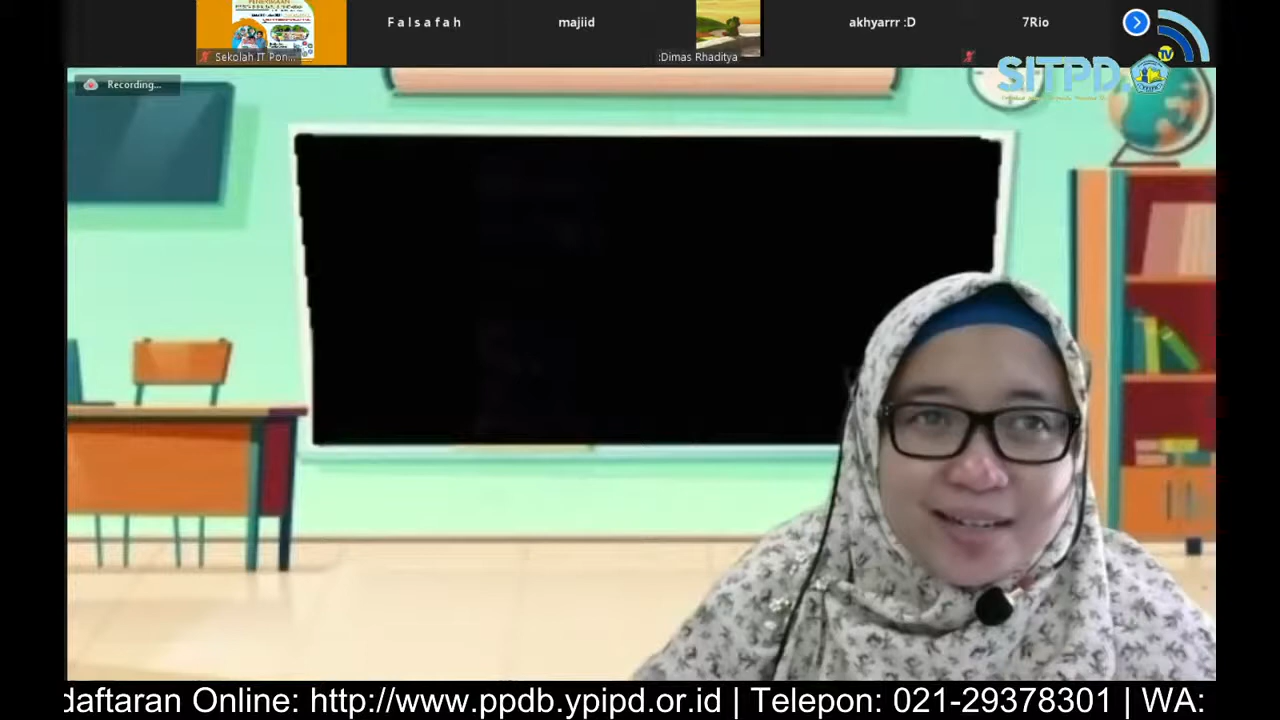 F a l s a f a h
majiid
akhyarrr :D
7Rio
Sekolah IT Pon...
:Dimas Rhaditya
Recording...
TV
SITPD.
daftaran Online: http://www.ppdb.ypipd.or.id | Telepon: 021-29378301 | WA: